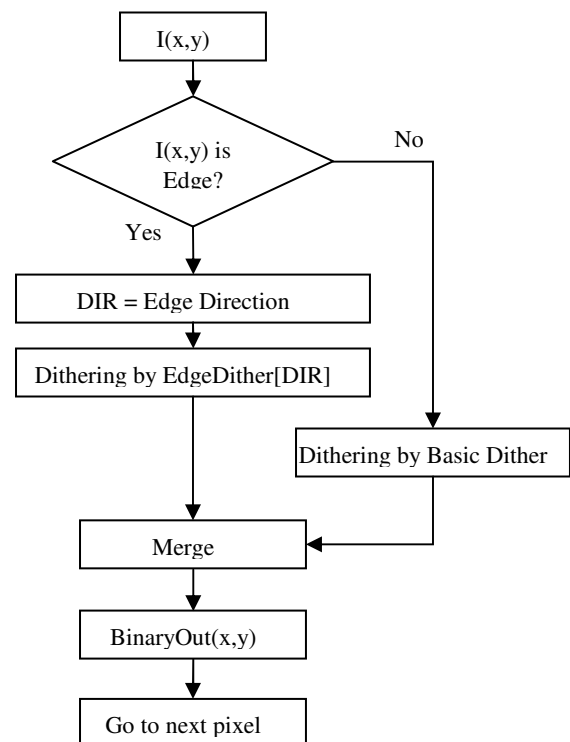 I(x,y)
I(x,y) is
Edge?
No
Yes
DIR = Edge Direction
Dithering by EdgeDither[DIR]
Dithering by Basic Dither
Merge
BinaryOut(x,y)
Go to next pixel